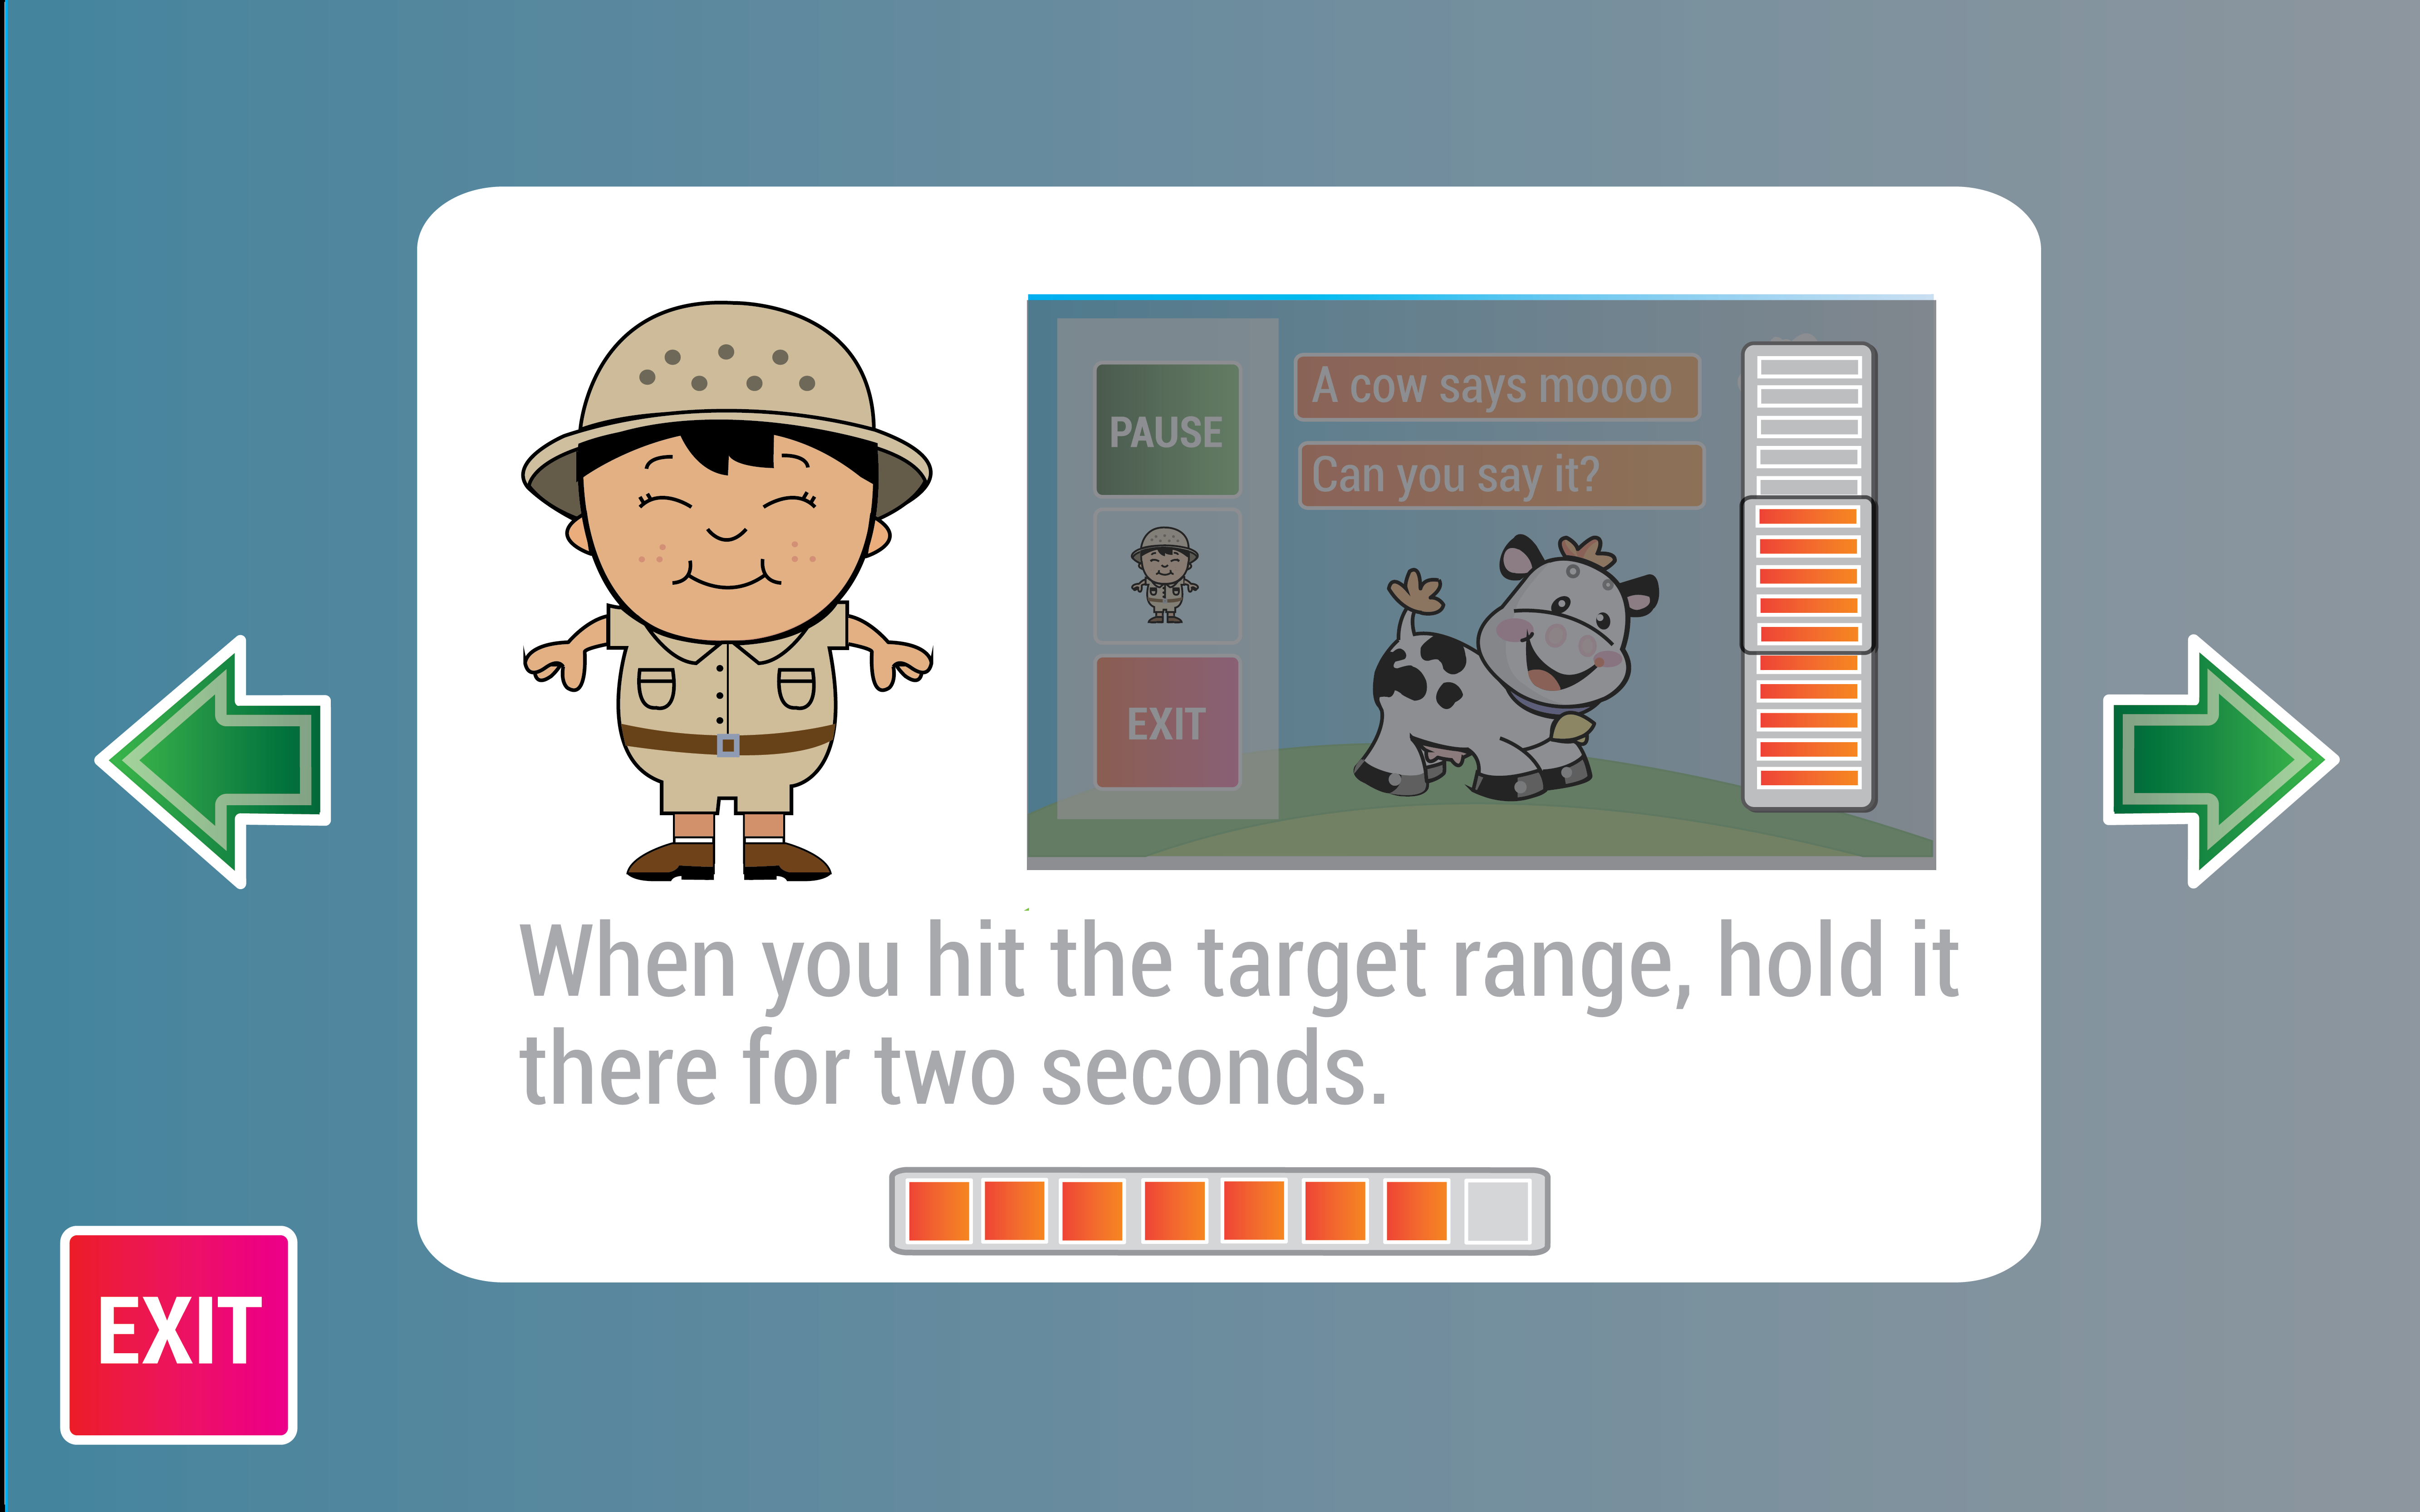 PAUSE
A cow says moooo
Can you say it?
EXIT
When you hit the target range, hold it
there for two seconds.
EXIT